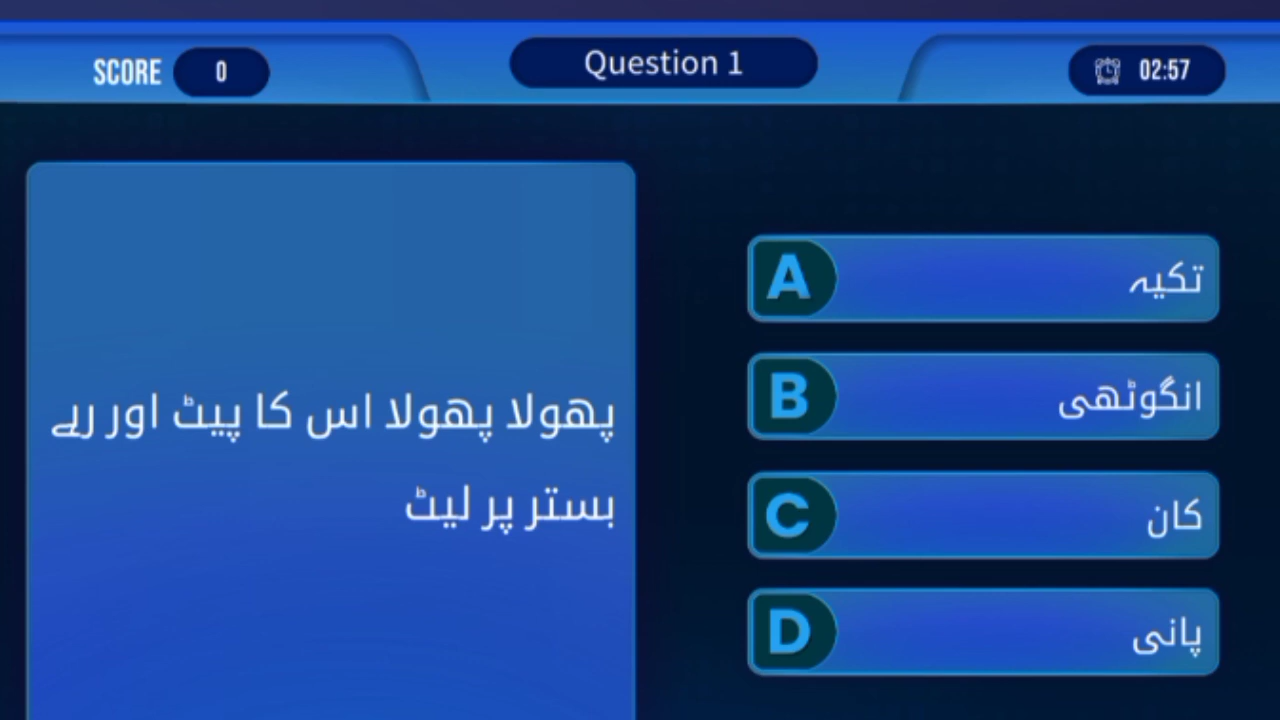 SCORE 0
Question 1
02:57
پھولا پھولا اس کا پیٹ اور رہے
بستر پر لیٹ
A تکیہ
B انگوٹھی
C کان
D پانی